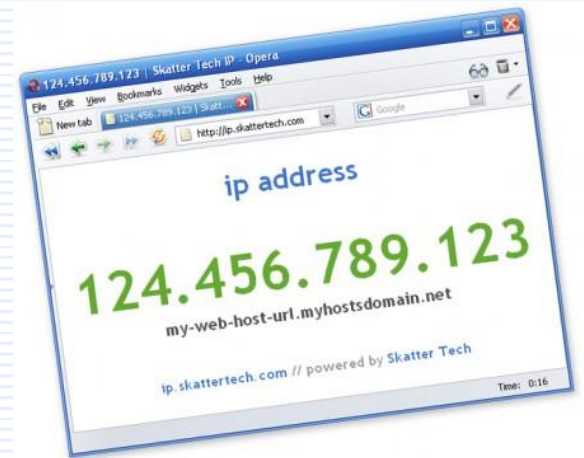 124.456.789.123 | Skatter Tech IP - Opera
File Edit View Bookmarks Widgets Tools Help
New tab 124.456.789.123 | Skatt...
http://ip.skattertech.com Google
ip address
124.456.789.123
my-web-host-url.myhostsdomain.net
ip.skattertech.com // powered by Skatter Tech
Time: 0:16